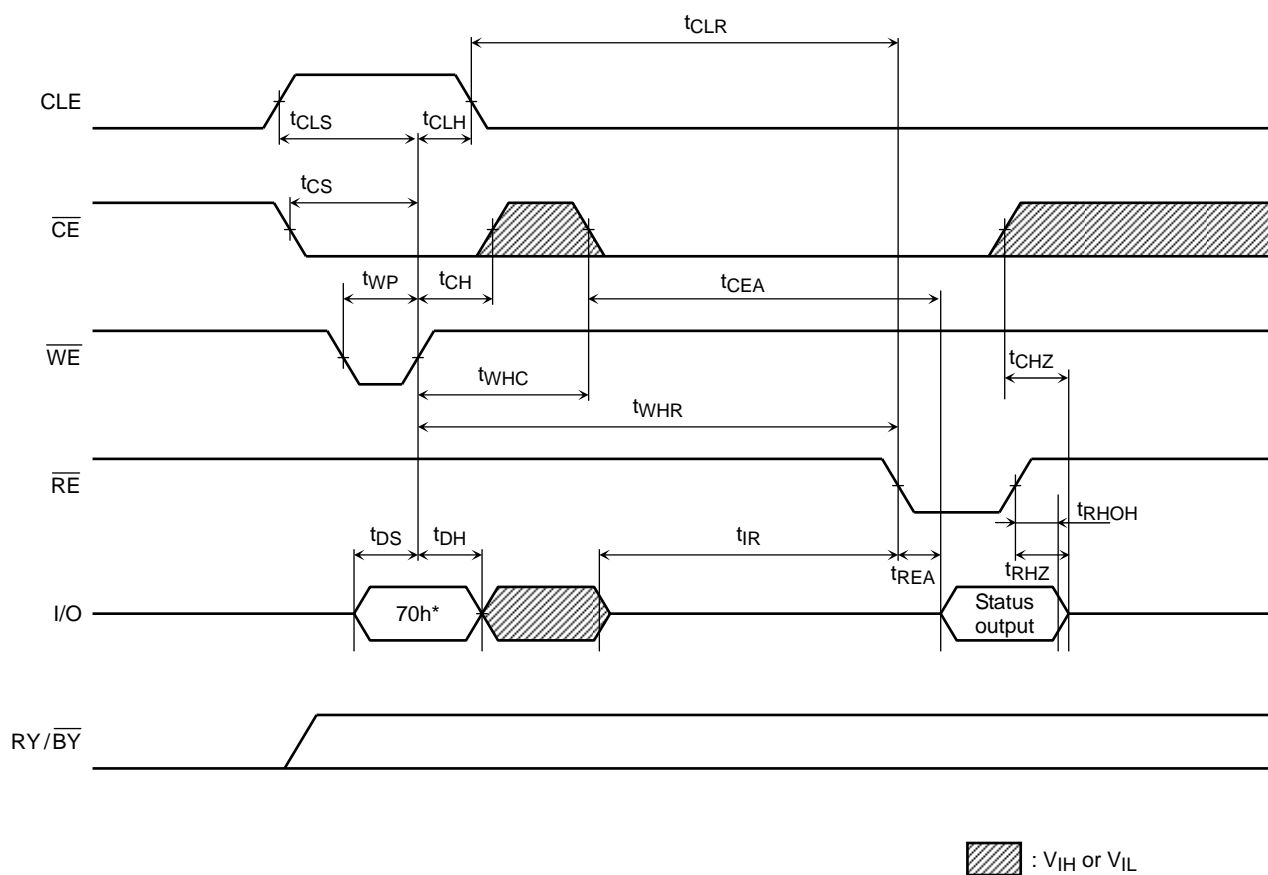 tCLR
CLE
tCLS
tCLH
tCS
CE
tWP
tCH
tCEA
WE
tCHZ
tWHC
tWHR
RE
tRHOH
tDS
tDH
tIR
tREA
tRHZ
I/O
70h*
Status
output
RY/BY
: VIH or VIL